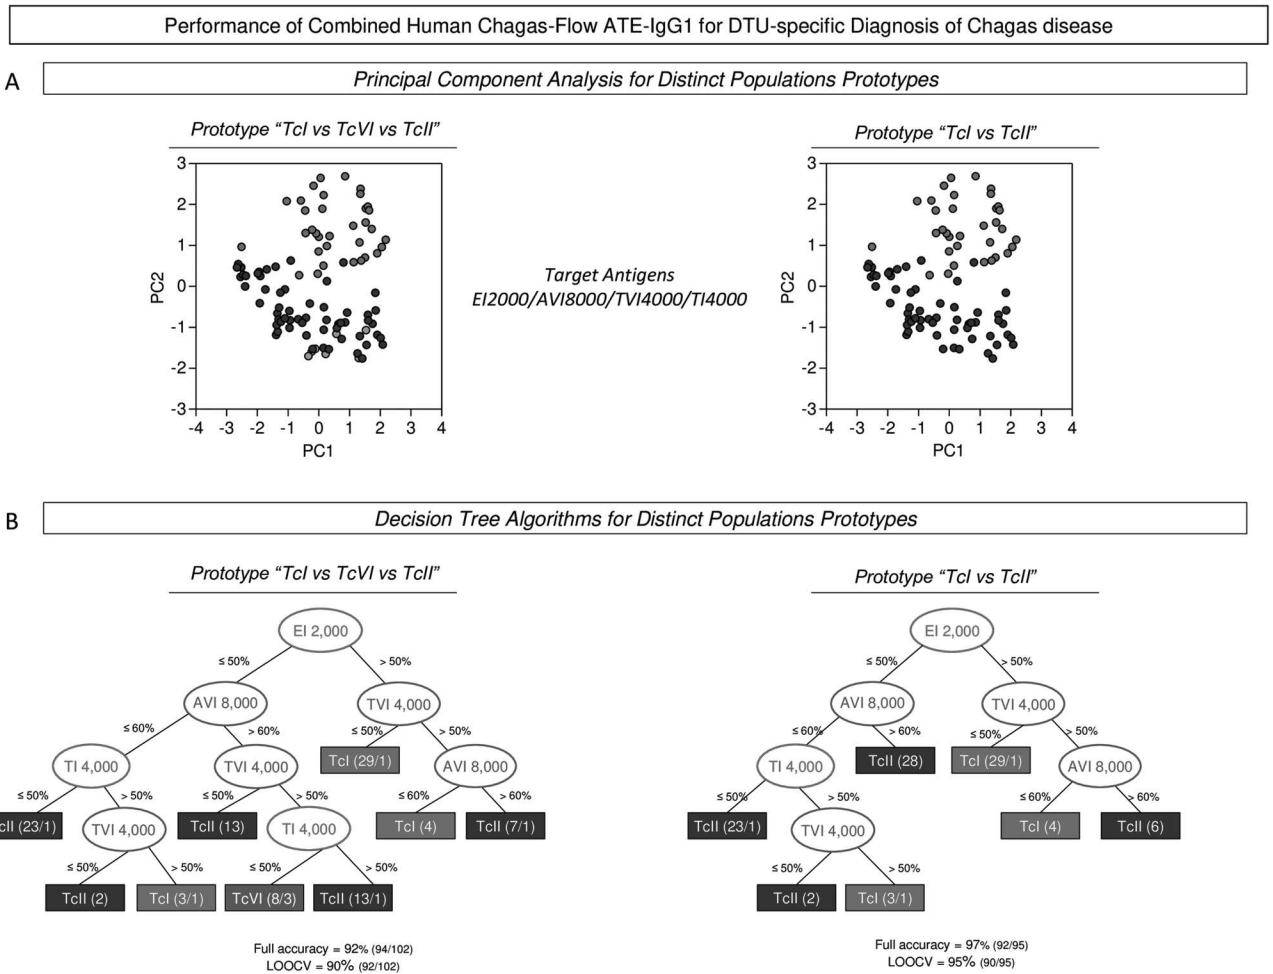 Performance of Combined Human Chagas-Flow ATE-IgG1 for DTU-specific Diagnosis of Chagas disease
A
Principal Component Analysis for Distinct Populations Prototypes
Prototype “TcI vs TcVI vs TcII”
Prototype “TcI vs TcII”
3
2
1
0
-1
-2
-3
PC2
-4 -3 -2 -1 0 1 2 3 4
PC1
Target Antigens
EI2000/AVI8000/TVI4000/TI4000
3
2
1
0
-1
-2
-3
PC2
-4 -3 -2 -1 0 1 2 3 4
PC1
B
Decision Tree Algorithms for Distinct Populations Prototypes
Prototype “TcI vs TcVI vs TcII”
EI 2,000
≤ 50% > 50%
AVI 8,000 TVI 4,000
≤ 60% > 60% ≤ 50% > 50%
TI 4,000 TVI 4,000 TcI (29/1) AVI 8,000
≤ 50% > 50% ≤ 50% > 50% ≤ 60% > 60%
TcII (23/1) TVI 4,000 TcII (13) TI 4,000 TcI (4) TcII (7/1)
≤ 50% > 50% ≤ 50% > 50%
TcII (2) TcI (3/1) TcVI (8/3) TcII (13/1)
Full accuracy = 92% (94/102)
LOOCV = 90% (92/102)
Prototype “TcI vs TcII”
EI 2,000
≤ 50% > 50%
AVI 8,000 TVI 4,000
≤ 60% > 60% ≤ 50% > 50%
TI 4,000 TcII (28) TcI (29/1) AVI 8,000
≤ 50% > 50% ≤ 60% > 60%
TcII (23/1) TVI 4,000 TcI (4) TcII (6)
≤ 50% > 50%
TcII (2) TcI (3/1)
Full accuracy = 97% (92/95)
LOOCV = 95% (90/95)